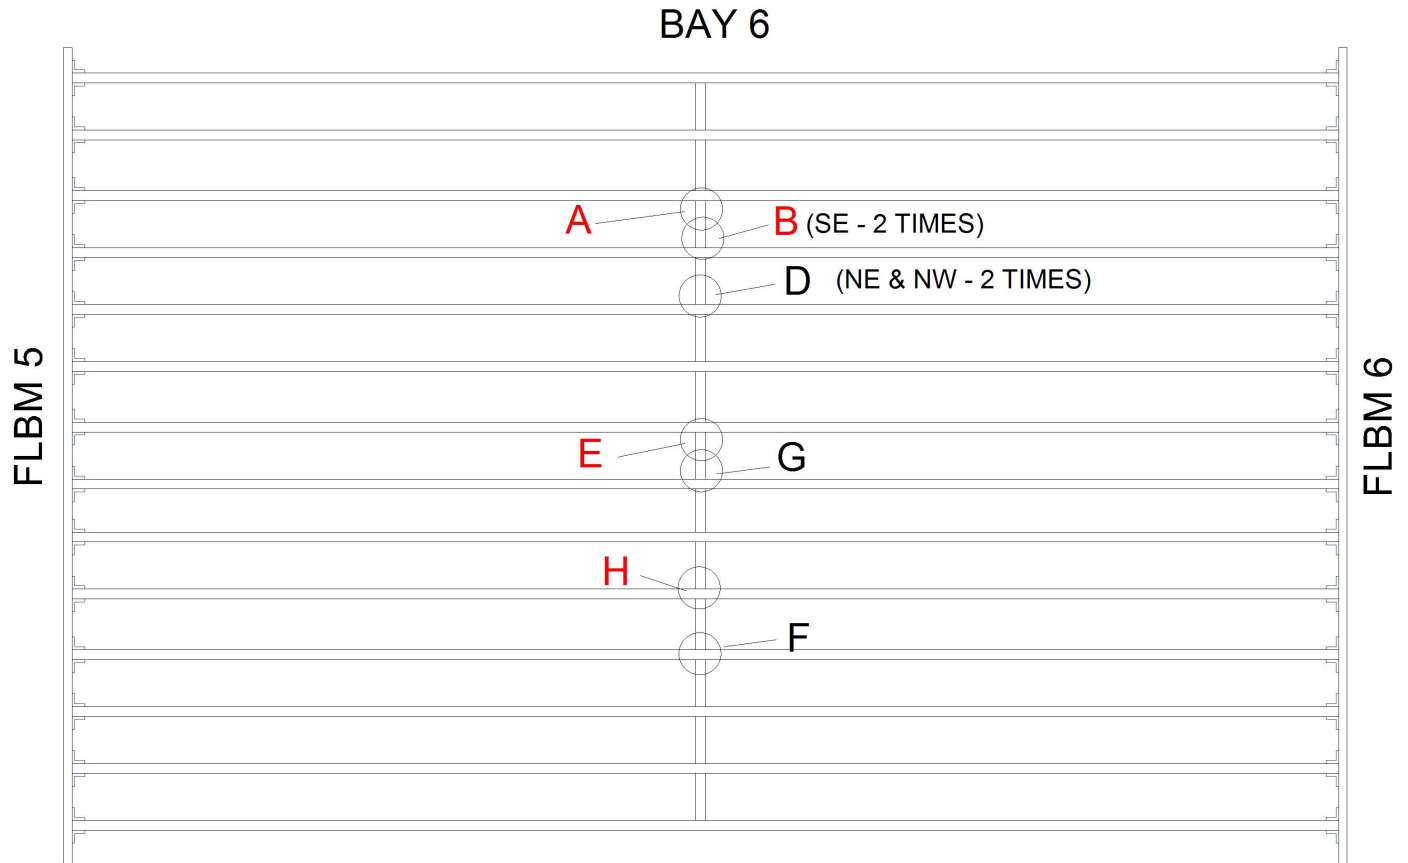 BAY 6
A
B (SE - 2 TIMES)
D (NE & NW - 2 TIMES)
FLBM 5
FLBM 6
E
G
H
F